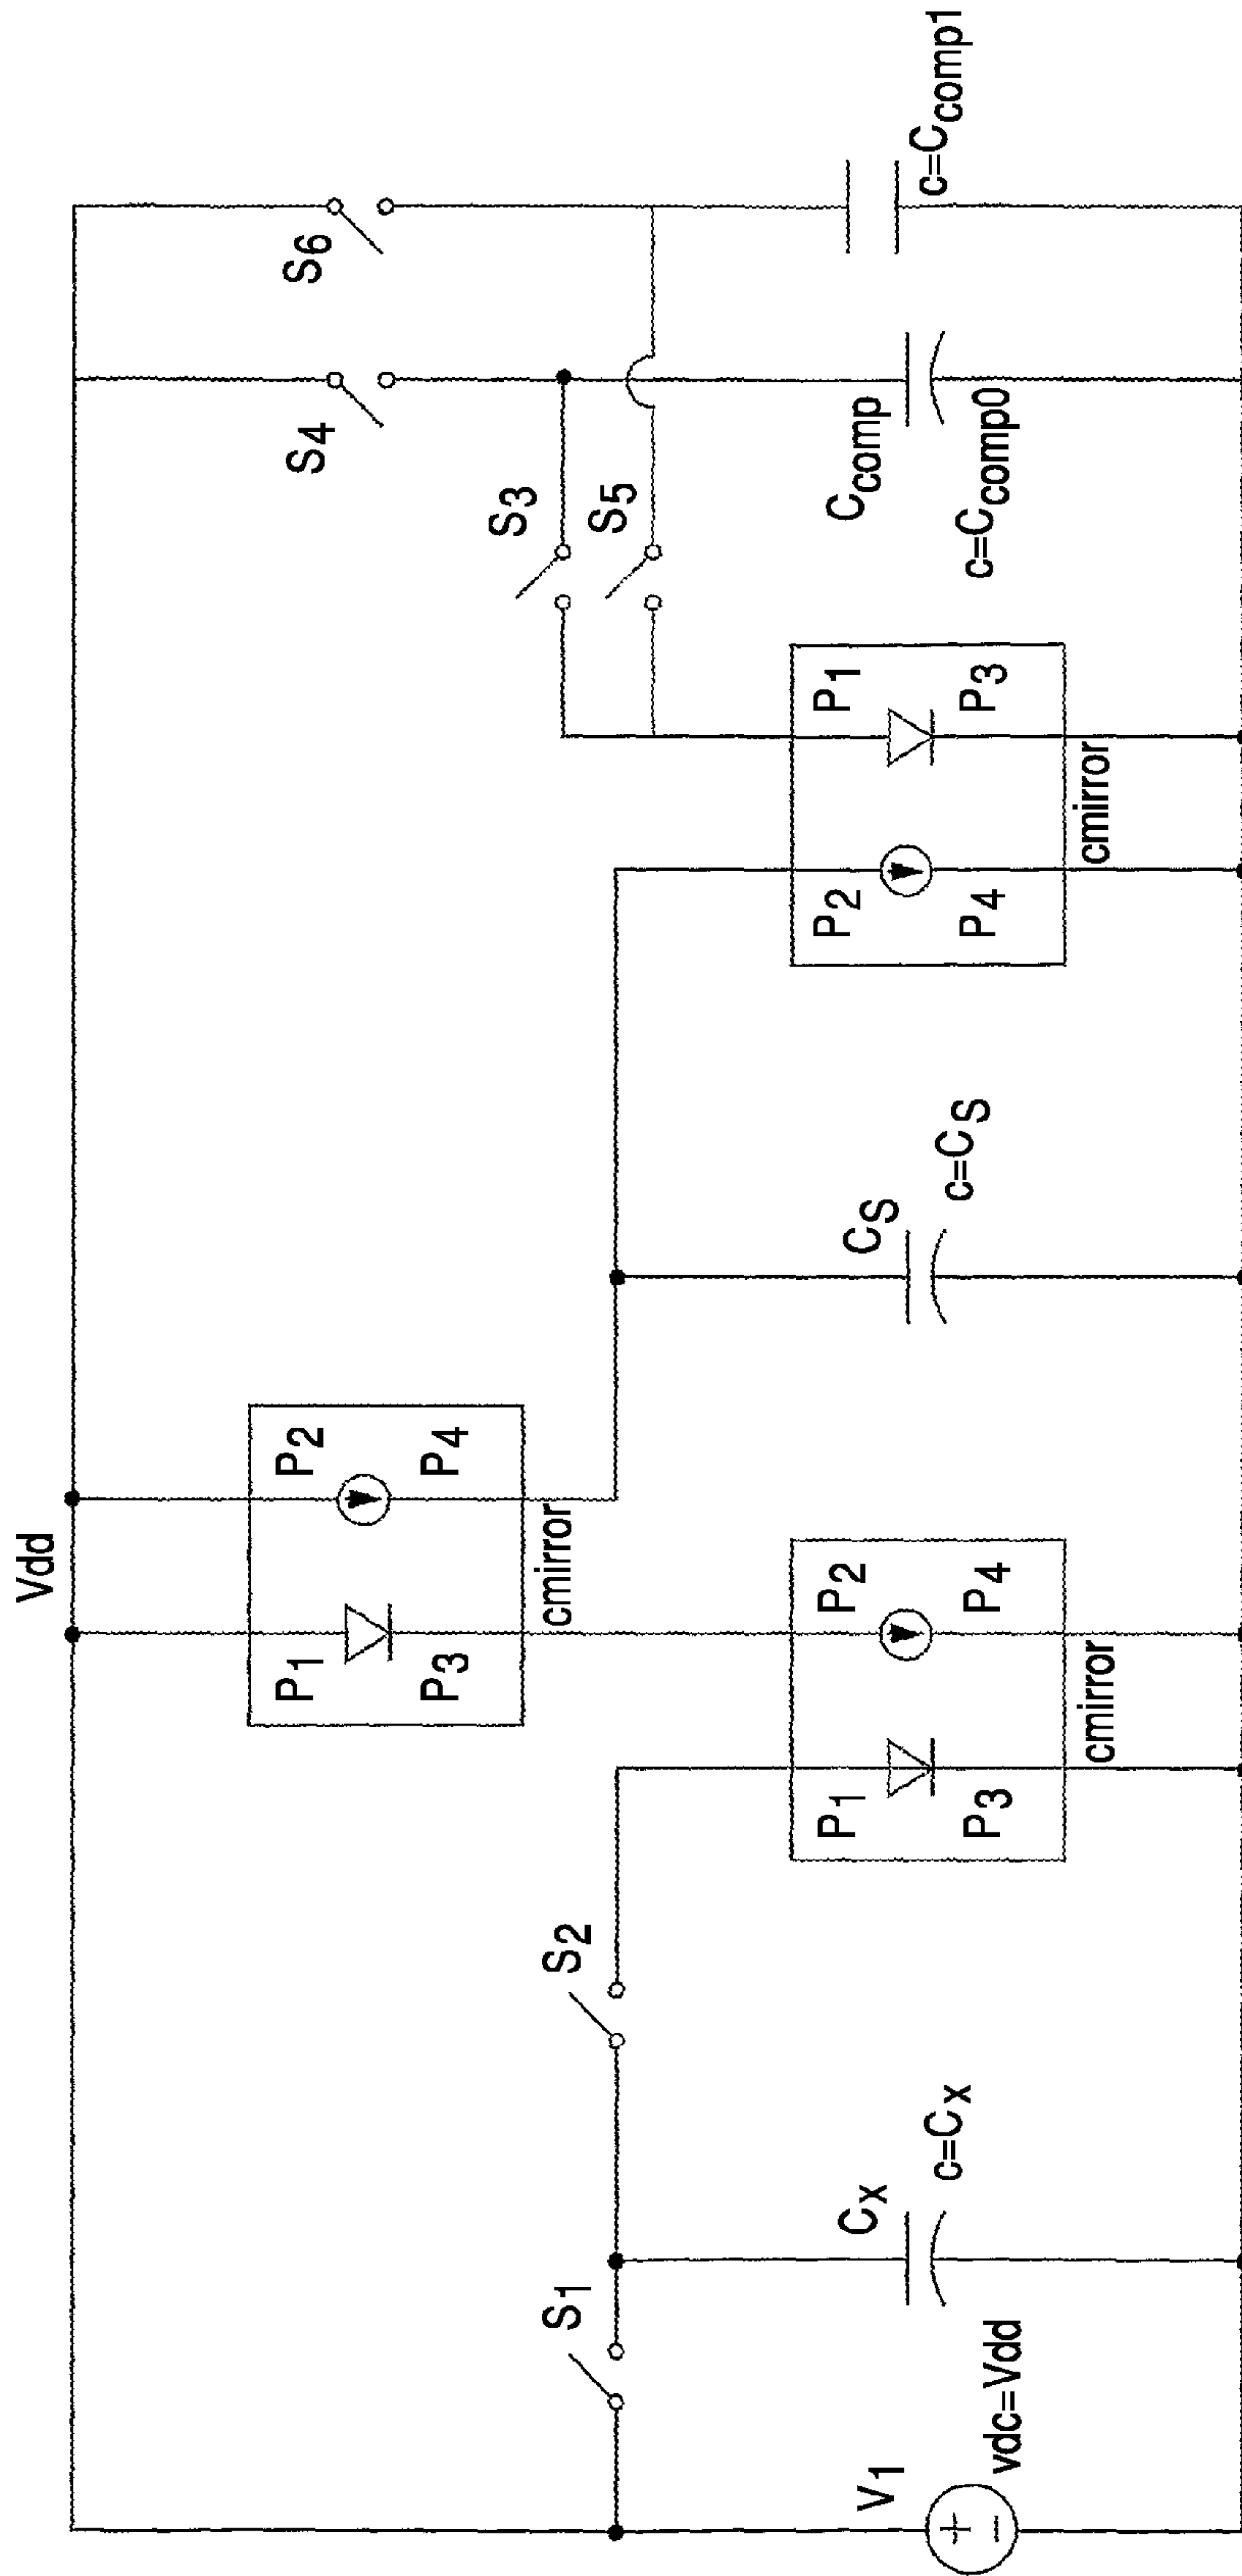 Vdd
P1
P2
P3
P4
cmirror
S6
S4
S3
S5
S1
S2
V1
vdc=Vdd
Cx
c=Cx
P1
P2
P3
P4
cmirror
CS
c=CS
P2
P1
P4
P3
cmirror
Ccomp
c=Ccomp0
c=Ccomp1